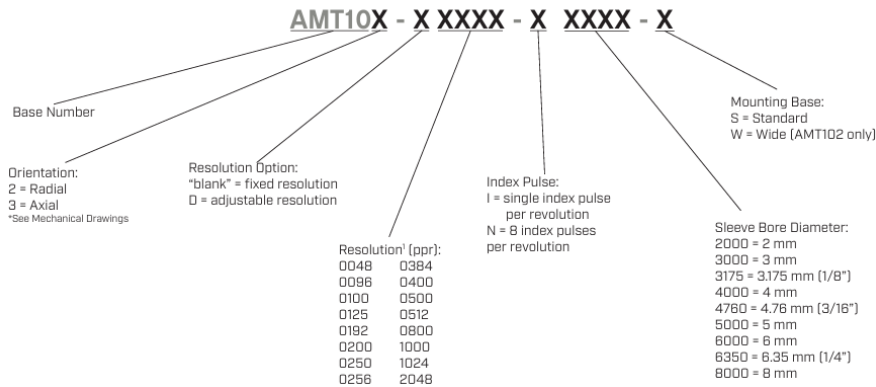 AMT10X - X XXXX - X XXXX - X
Base Number
Orientation:
2 = Radial
3 = Axial
*See Mechanical Drawings
Resolution Option:
"blank" = fixed resolution
D = adjustable resolution
Resolution¹ (ppr):
0048 0384
0096 0400
0100 0500
0125 0512
0192 0800
0200 1000
0250 1024
0256 2048
Index Pulse:
I = single index pulse
per revolution
N = 8 index pulses
per revolution
Sleeve Bore Diameter:
2000 = 2 mm
3000 = 3 mm
3175 = 3.175 mm (1/8")
4000 = 4 mm
4760 = 4.76 mm (3/16")
5000 = 5 mm
6000 = 6 mm
6350 = 6.35 mm (1/4")
8000 = 8 mm
Mounting Base:
S = Standard
W = Wide (AMT102 only)